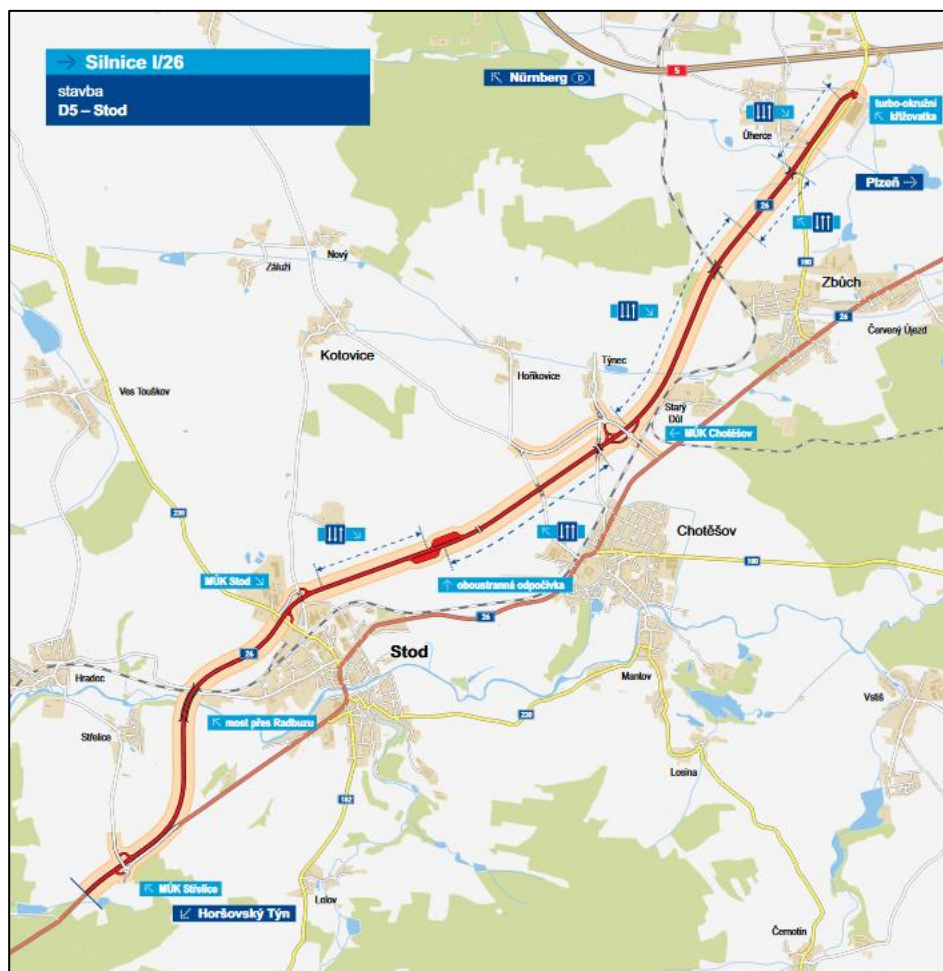 → Silnice I/26
stavba
D5 – Stod
5
Nürnberg D
turbo-okružní
křižovatka
Úherce
Plzeň
26
180
Nový
Záluží
Zbůch
26
Červený Újezd
Kotovice
Týnec
Hoříkovice
Ves Touškov
Starý
Důl
MÚK Chotěšov
230
Chotěšov
180
MÚK Stod
oboustranná odpočívka
26
26
Stod
Hradec
Mantov
Vstiš
most přes Radbuzu
230
Střelice
Losina
182
MÚK Střelice
Lelov
Horšovský Týn
Černotín